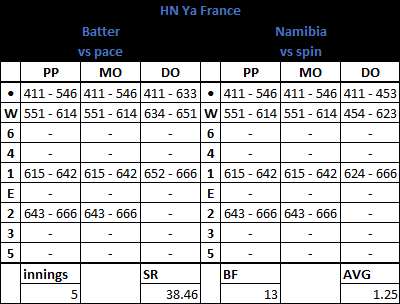 HN Ya France
Batter Namibia
vs pace vs spin
PP MO DO PP MO DO
• 411 - 546 411 - 546 411 - 633 • 411 - 546 411 - 546 411 - 453
W 551 - 614 551 - 614 634 - 651 W 551 - 614 551 - 614 454 - 623
6 - - - 6 - - -
4 - - - 4 - - -
1 615 - 642 615 - 642 652 - 666 1 615 - 642 615 - 642 624 - 666
E - - - E - - -
2 643 - 666 643 - 666 - 2 643 - 666 643 - 666 -
3 - - - 3 - - -
5 - - - 5 - - -
innings SR BF AVG
5 38.46 13 1.25